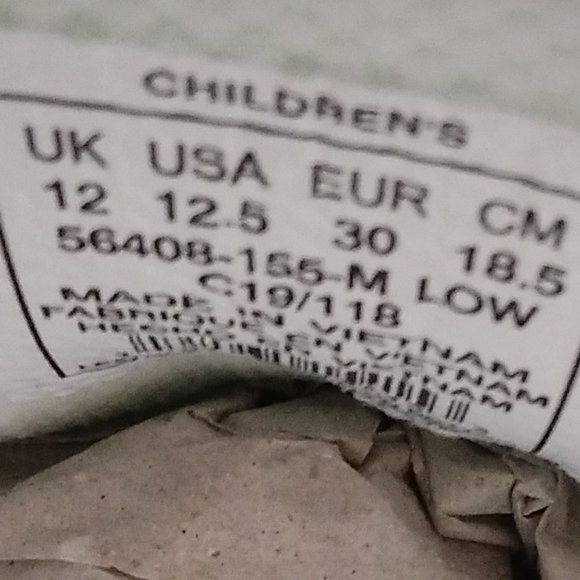 CHILDREN'S
UK USA EUR CM
12 12.5 30 18.5
56408-155-M LOW
C19/118
MADE IN VIETNAM
FABRIQUE EN VIETNAM
HECHO EN VIETNAM